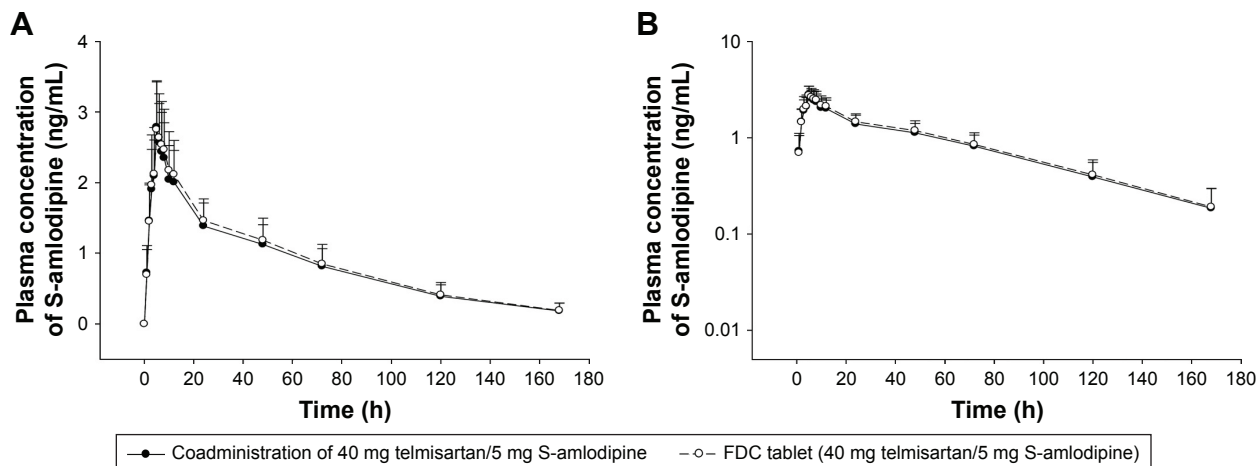 A
Plasma concentration
of S-amlodipine (ng/mL)
4
3
2
1
0
0 20 40 60 80 100 120 140 160 180
Time (h)
B
Plasma concentration
of S-amlodipine (ng/mL)
10
1
0.1
0.01
0 20 40 60 80 100 120 140 160 180
Time (h)
Coadministration of 40 mg telmisartan/5 mg S-amlodipine
FDC tablet (40 mg telmisartan/5 mg S-amlodipine)